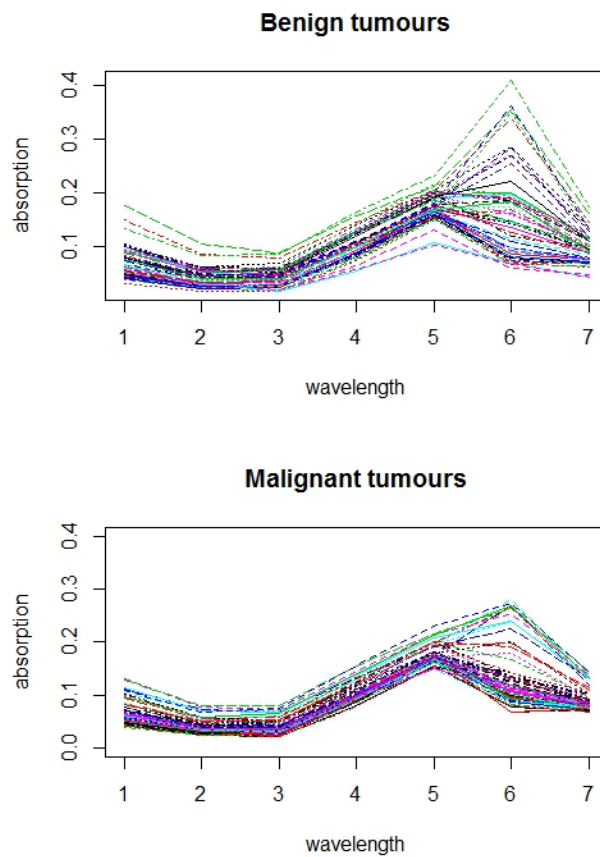 Benign tumours
absorption
0.4
0.3
0.2
0.1
1 2 3 4 5 6 7
wavelength
Malignant tumours
absorption
0.4
0.3
0.2
0.1
0.0
1 2 3 4 5 6 7
wavelength